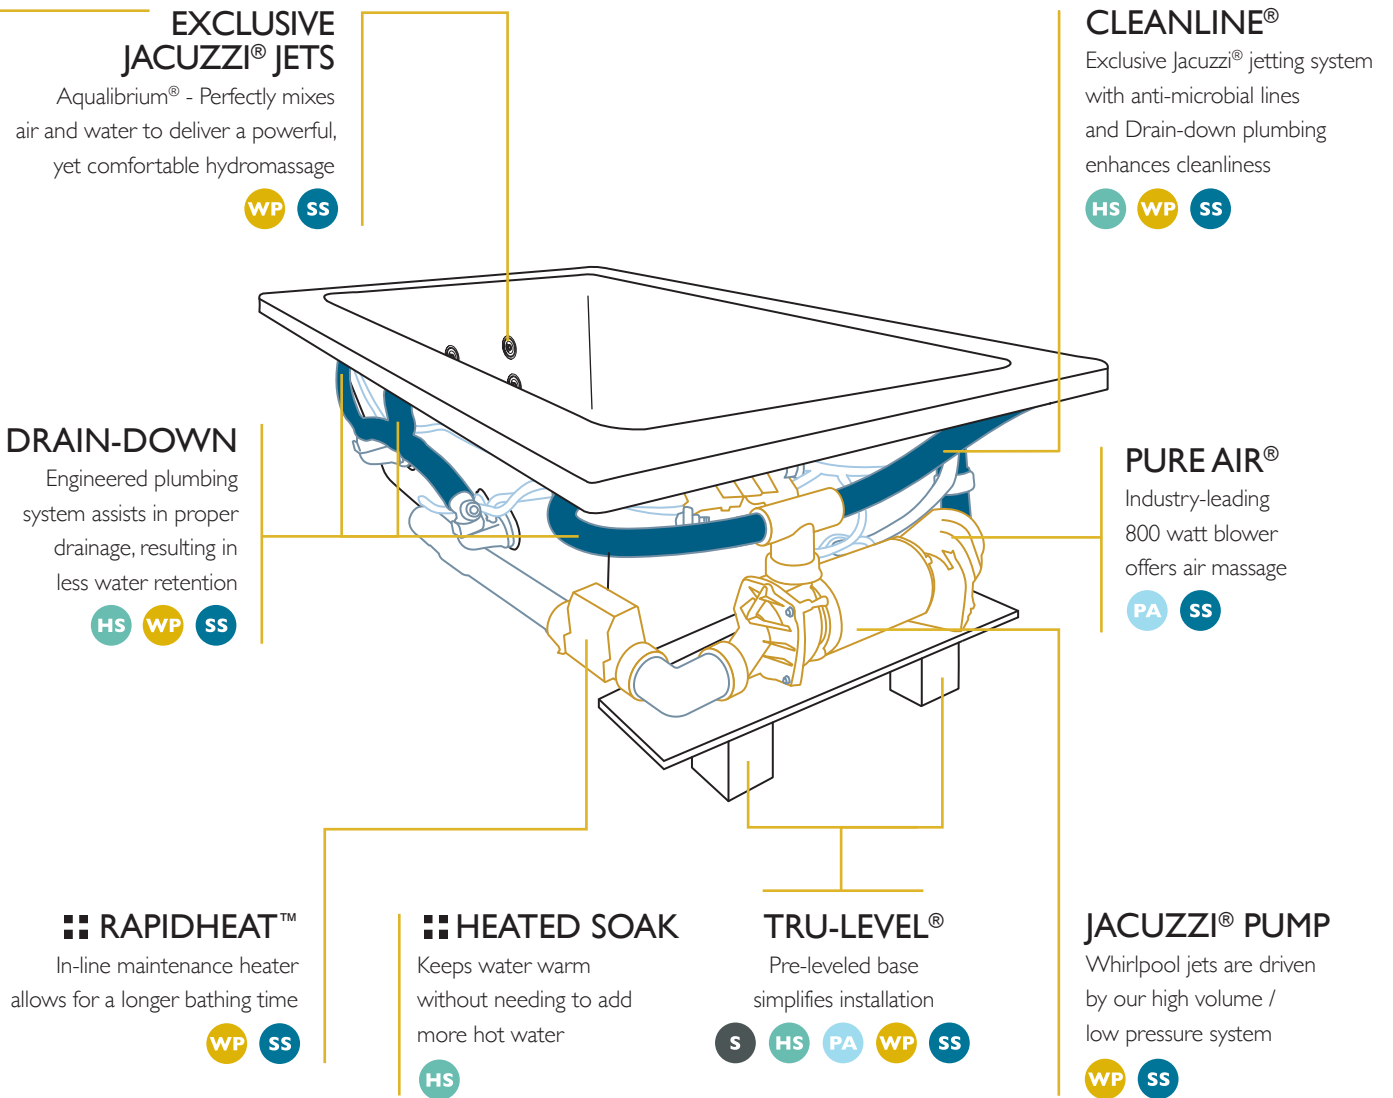 EXCLUSIVE
JACUZZI® JETS
Aqualibrium® - Perfectly mixes
air and water to deliver a powerful,
yet comfortable hydromassage
WP SS
CLEANLINE®
Exclusive Jacuzzi® jetting system
with anti-microbial lines
and Drain-down plumbing
enhances cleanliness
HS WP SS
DRAIN-DOWN
Engineered plumbing
system assists in proper
drainage, resulting in
less water retention
HS WP SS
PURE AIR®
Industry-leading
800 watt blower
offers air massage
PA SS
RAPIDHEAT™
In-line maintenance heater
allows for a longer bathing time
WP SS
HEATED SOAK
Keeps water warm
without needing to add
more hot water
HS
TRU-LEVEL®
Pre-leveled base
simplifies installation
S HS PA WP SS
JACUZZI® PUMP
Whirlpool jets are driven
by our high volume /
low pressure system
WP SS